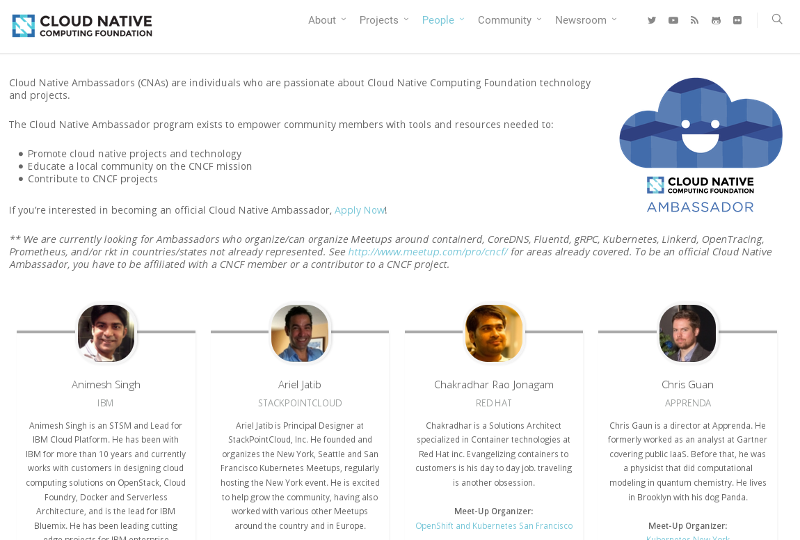 CLOUD NATIVE
COMPUTING FOUNDATION
About Projects People Community Newsroom
Cloud Native Ambassadors (CNAs) are individuals who are passionate about Cloud Native Computing Foundation technology
and projects.
The Cloud Native Ambassador program exists to empower community members with tools and resources needed to:
Promote cloud native projects and technology
Educate a local community on the CNCF mission
Contribute to CNCF projects
If you're interested in becoming an official Cloud Native Ambassador, Apply Now!
CLOUD NATIVE
COMPUTING FOUNDATION
AMBASSADOR
** We are currently looking for Ambassadors who organize/can organize Meetups around containerd, CoreDNS, Fluentd, gRPC, Kubernetes, Linkerd, OpenTracing,
Prometheus, and/or rkt in countries/states not already represented. See http://www.meetup.com/pro/cncf/ for areas already covered. To be an official Cloud Native
Ambassador, you have to be affiliated with a CNCF member or a contributor to a CNCF project.
Animesh Singh
IBM
Animesh Singh is an STSM and Lead for
IBM Cloud Platform. He has been with
IBM for more than 10 years and currently
works with customers in designing cloud
computing solutions on OpenStack, Cloud
Foundry, Docker and Serverless
Architecture, and is the lead for IBM
Bluemix. He has been leading cutting
edge projects for IBM enterprise
Ariel Jatib
STACKPOINTCLOUD
Ariel Jatib is Principal Designer at
StackPointCloud, Inc. He founded and
organizes the New York, Seattle and San
Francisco Kubernetes Meetups, regularly
hosting the New York event. He is excited
to help grow the community, having also
worked with various other Meetups
around the country and in Europe.
Chakradhar Rao Jonagam
RED HAT
Chakradhar is a Solutions Architect
specialized in Container technologies at
Red Hat inc. Evangelizing containers to
customers is his day to day job. traveling
is another obsession.
Meet-Up Organizer:
OpenShift and Kubernetes San Francisco
Chris Guan
APPRENDA
Chris Gaun is a director at Apprenda. He
formerly worked as an analyst at Gartner
covering public IaaS. Before that, he was
a physicist that did computational
modeling in quantum chemistry. He lives
in Brooklyn with his dog Panda.
Meet-Up Organizer:
Kubernetes New York